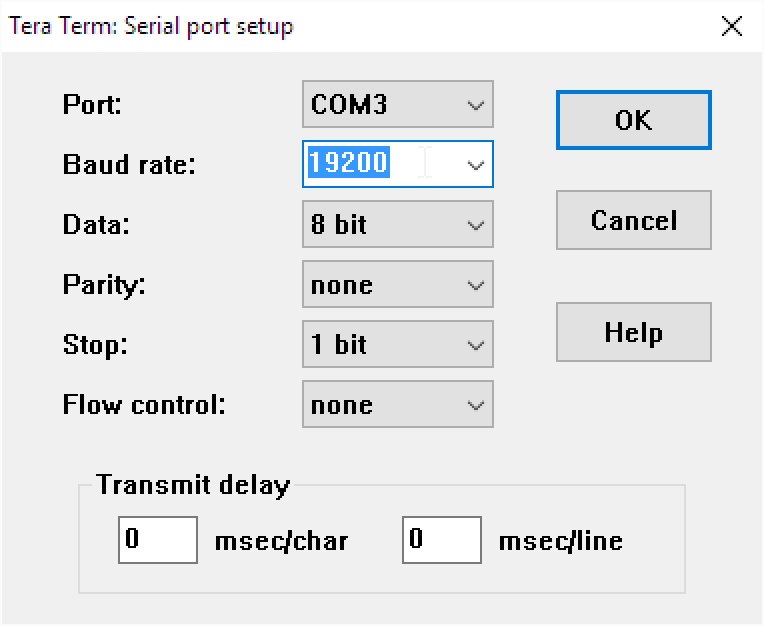 Tera Term: Serial port setup
Port: COM3 OK
Baud rate: 19200
Data: 8 bit Cancel
Parity: none
Stop: 1 bit Help
Flow control: none
Transmit delay
0 msec/char 0 msec/line